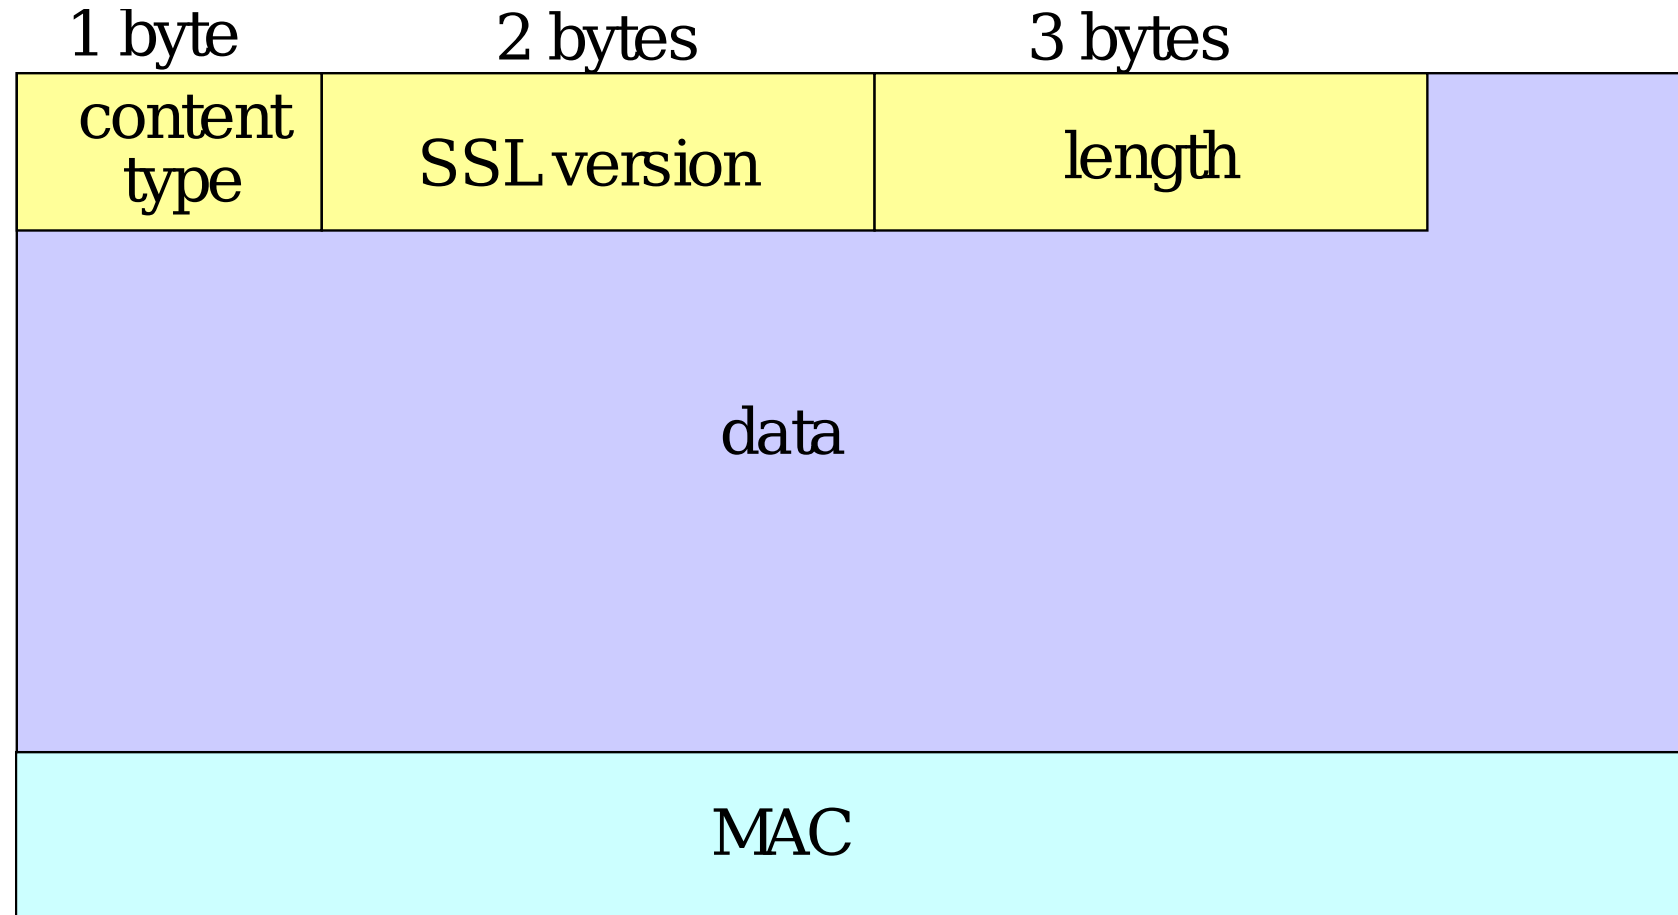 1 byte 2 bytes 3 bytes
content
type
SSL version
length
data
MAC